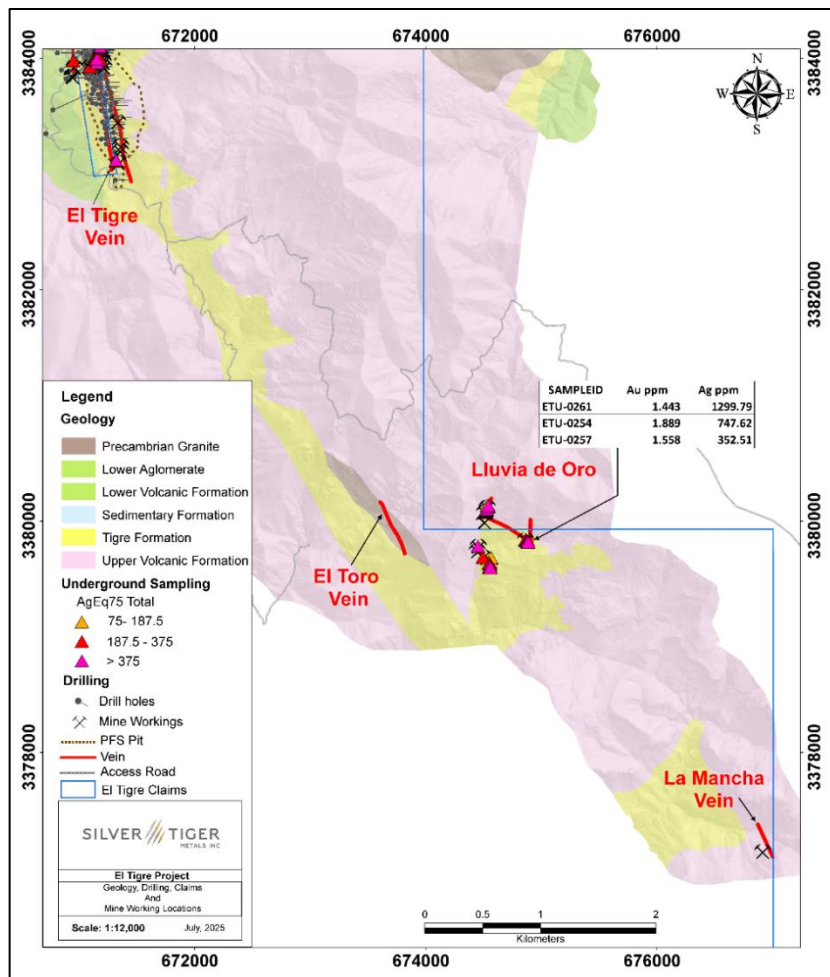 672000 674000 676000
3384000
3384000
N
W E
S
El Tigre
Vein
3382000
3382000
SAMPLEID Au ppm Ag ppm
ETU-0261 1.443 1299.79
ETU-0254 1.889 747.62
ETU-0257 1.558 352.51
Lluvia de Oro
3380000
3380000
El Toro
Vein
3378000
3378000
La Mancha
Vein
Legend
Geology
Precambrian Granite
Lower Aglomerate
Lower Volcanic Formation
Sedimentary Formation
Tigre Formation
Upper Volcanic Formation
Underground Sampling
AgEq75 Total
75- 187.5
187.5 - 375
> 375
Drilling
Drill holes
Mine Workings
PFS Pit
Vein
Access Road
El Tigre Claims
SILVER TIGER
METALS INC
El Tigre Project
Geology, Drilling, Claims
And
Mine Working Locations
Scale: 1:12,000 July, 2025
0 0.5 1 2
Kilometers
672000 674000 676000